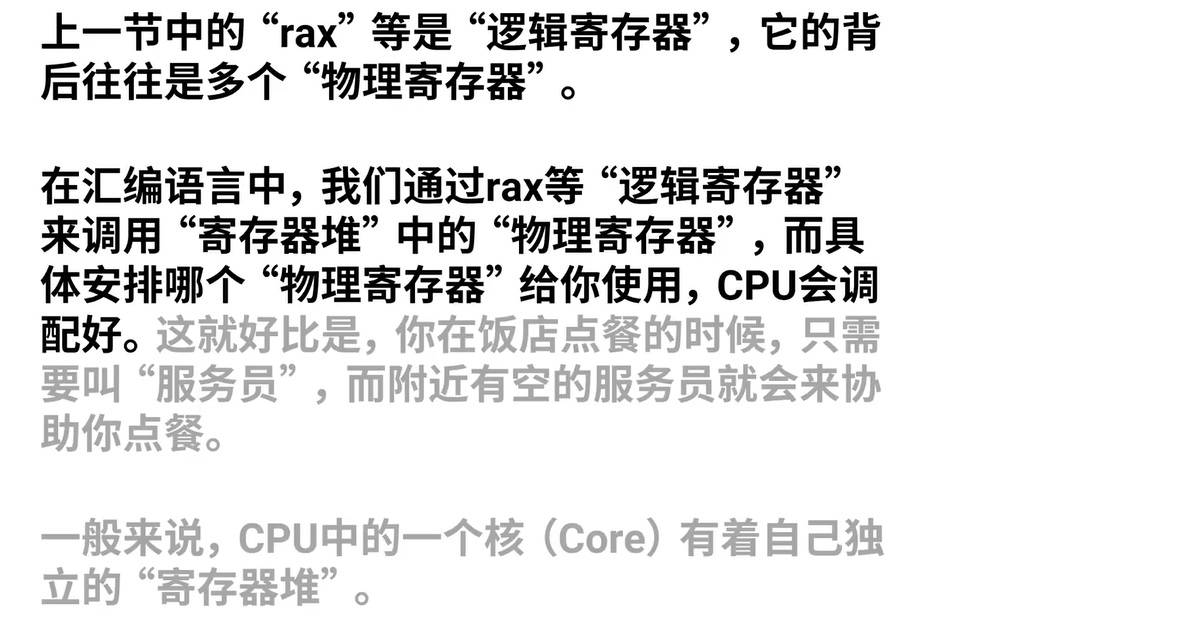 上一节中的“rax”等是“逻辑寄存器”，它的背
后往往是多个“物理寄存器”。
在汇编语言中，我们通过rax等“逻辑寄存器”
来调用“寄存器堆”中的“物理寄存器”，而具
体安排哪个“物理寄存器”给你使用，CPU会调
配好。这就好比是，你在饭店点餐的时候，只需
要叫“服务员”，而附近有空的服务员就会来协
助你点餐。
一般来说，CPU中的一个核（Core）有着自己独
立的“寄存器堆”。